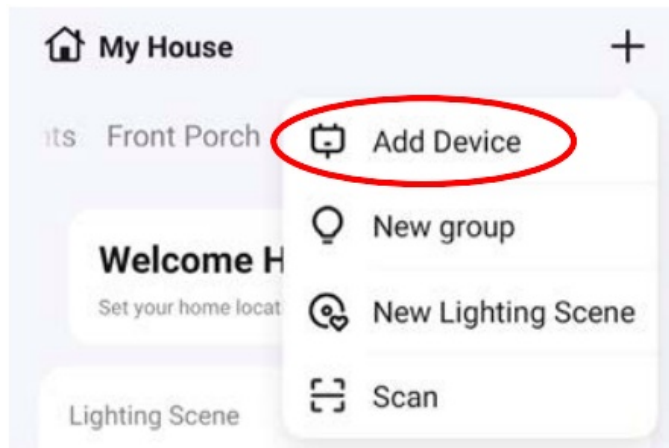 My House
Front Porch
Add Device
New group
Welcome H
Set your home locat
New Lighting Scene
Scan
Lighting Scene